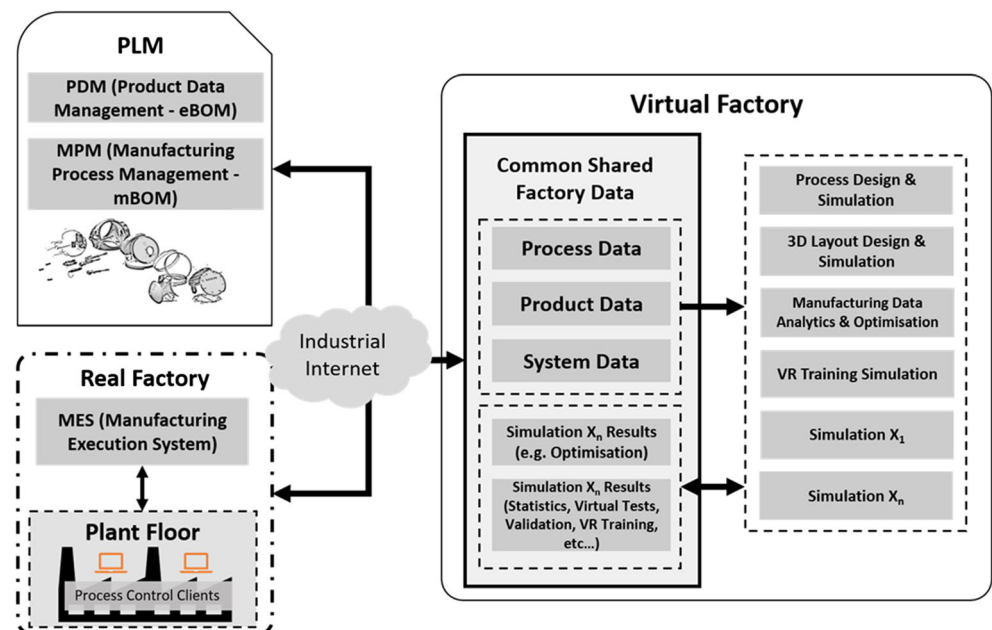 PLM
PDM (Product Data
Management - eBOM)
MPM (Manufacturing
Process Management -
mBOM)
Real Factory
MES (Manufacturing
Execution System)
Plant Floor
Process Control Clients
Industrial
Internet
Virtual Factory
Common Shared
Factory Data
Process Data
Product Data
System Data
Simulation Xn Results
(e.g. Optimisation)
Simulation Xn Results
(Statistics, Virtual Tests,
Validation, VR Training,
etc...)
Process Design &
Simulation
3D Layout Design &
Simulation
Manufacturing Data
Analytics & Optimisation
VR Training Simulation
Simulation X1
Simulation Xn